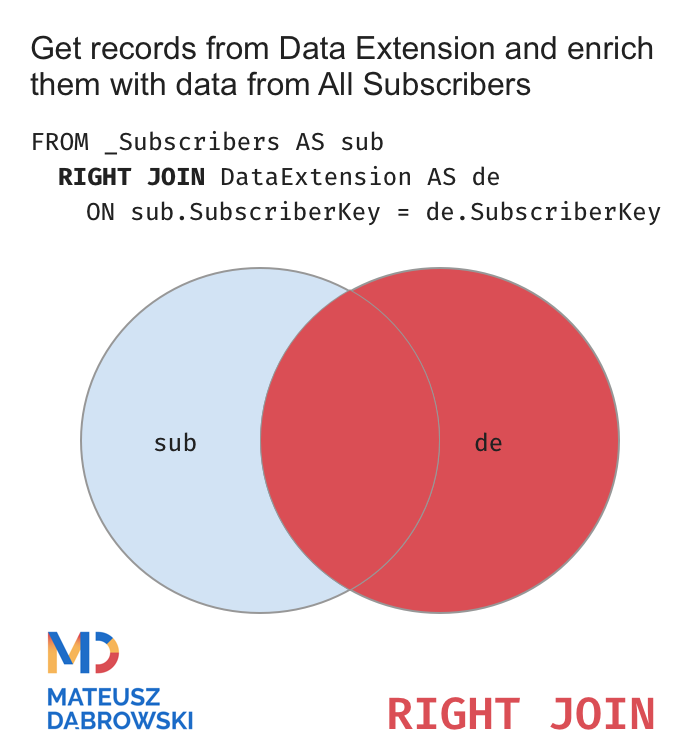 Get records from Data Extension and enrich
them with data from All Subscribers
FROM _Subscribers AS sub
RIGHT JOIN DataExtension AS de
ON sub.SubscriberKey = de.SubscriberKey
sub
de
MD
MATEUSZ
DĄBROWSKI
RIGHT JOIN